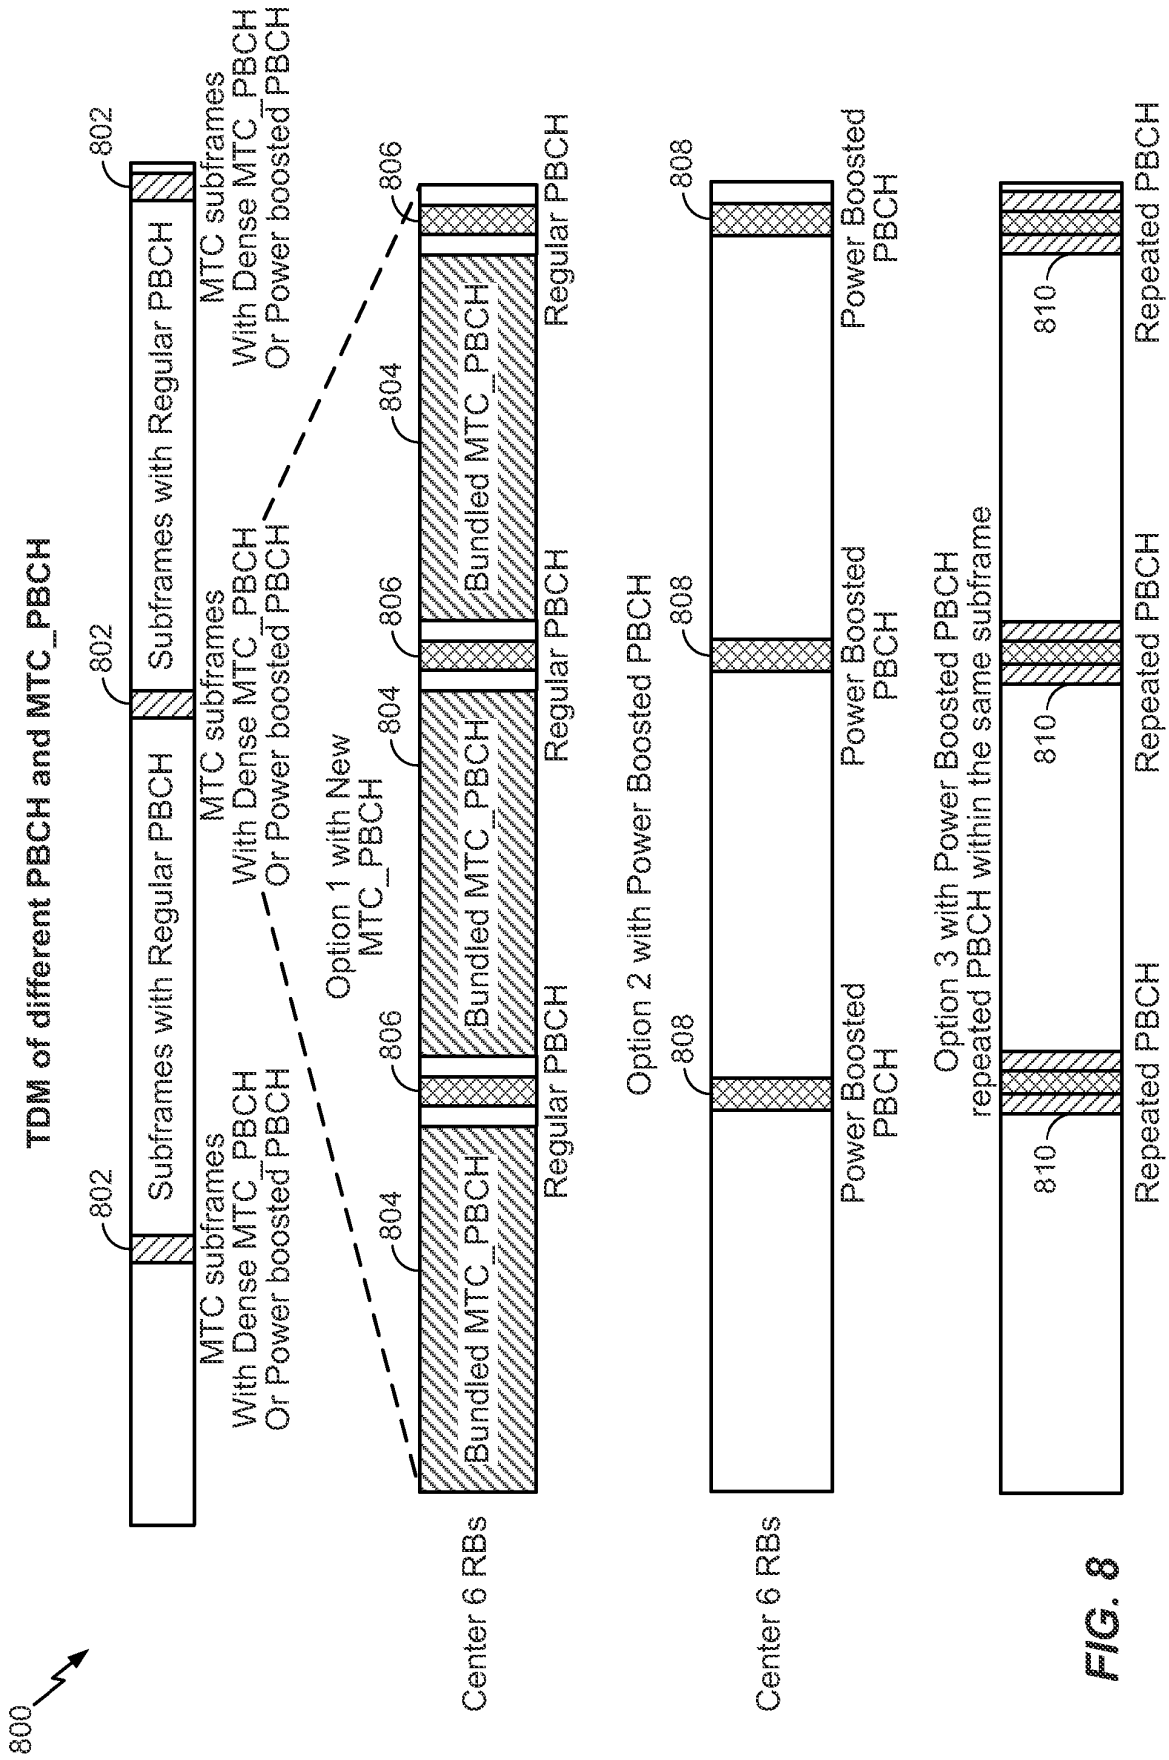 800
TDM of different PBCH and MTC_PBCH
802
802
802
Subframes with Regular PBCH
Subframes with Regular PBCH
MTC subframes
With Dense MTC_PBCH
Or Power boosted PBCH
MTC subframes
With Dense MTC_PBCH
Or Power boosted PBCH
MTC subframes
With Dense MTC_PBCH
Or Power boosted PBCH
Option 1 with New
MTC_PBCH
804
806
804
806
804
806
Center 6 RBs
Bundled MTC_PBCH
Bundled MTC_PBCH
Bundled MTC_PBCH
Regular PBCH
Regular PBCH
Regular PBCH
Option 2 with Power Boosted PBCH
808
808
808
Center 6 RBs
Power Boosted
PBCH
Power Boosted
PBCH
Power Boosted
PBCH
Option 3 with Power Boosted PBCH
repeated PBCH within the same subframe
810
810
810
Repeated PBCH
Repeated PBCH
Repeated PBCH
FIG. 8